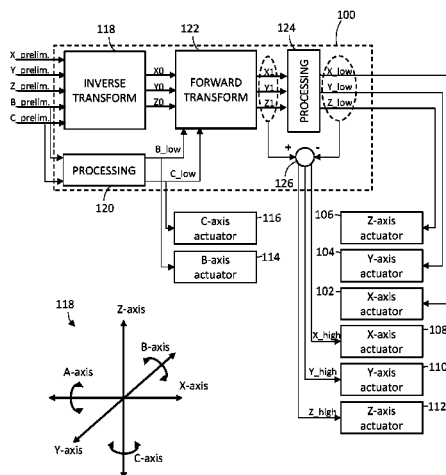 118
122
124
100
X_prelim.
Y_prelim.
Z_prelim.
B_prelim.
C_prelim.
INVERSE
TRANSFORM
X0
Y0
Z0
FORWARD
TRANSFORM
X1
Y1
Z1
PROCESSING
X_low
Y_low
Z_low
B_low
C_low
PROCESSING
120
+
-
126
C-axis
actuator
116
B-axis
actuator
114
106
Z-axis
actuator
104
Y-axis
actuator
102
X-axis
actuator
X_high
X-axis
actuator
108
Y_high
Y-axis
actuator
110
Z_high
Z-axis
actuator
112
118
Z-axis
B-axis
A-axis
X-axis
Y-axis
C-axis